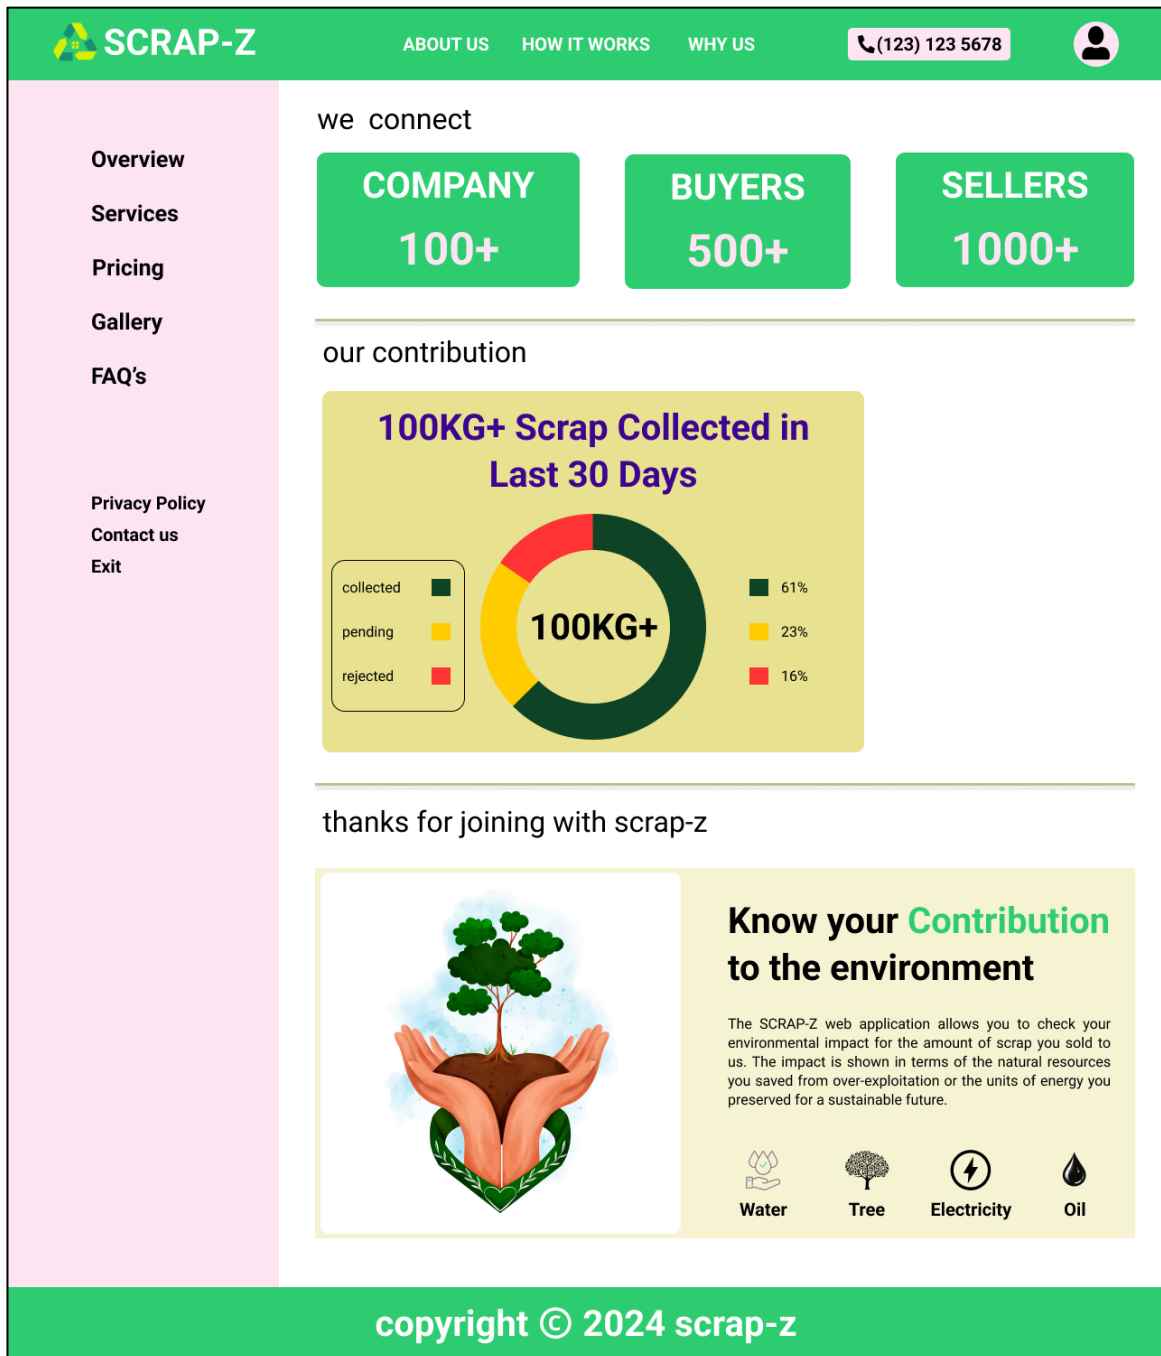 SCRAP-Z
ABOUT US
HOW IT WORKS
WHY US
(123) 123 5678
Overview
Services
Pricing
Gallery
FAQ’s
Privacy Policy
Contact us
Exit
we connect
COMPANY
100+
BUYERS
500+
SELLERS
1000+
our contribution
100KG+ Scrap Collected in
Last 30 Days
collected
pending
rejected
100KG+
61%
23%
16%
thanks for joining with scrap-z
Know your Contribution
to the environment
The SCRAP-Z web application allows you to check your
environmental impact for the amount of scrap you sold to
us. The impact is shown in terms of the natural resources
you saved from over-exploitation or the units of energy you
preserved for a sustainable future.
Water
Tree
Electricity
Oil
copyright © 2024 scrap-z